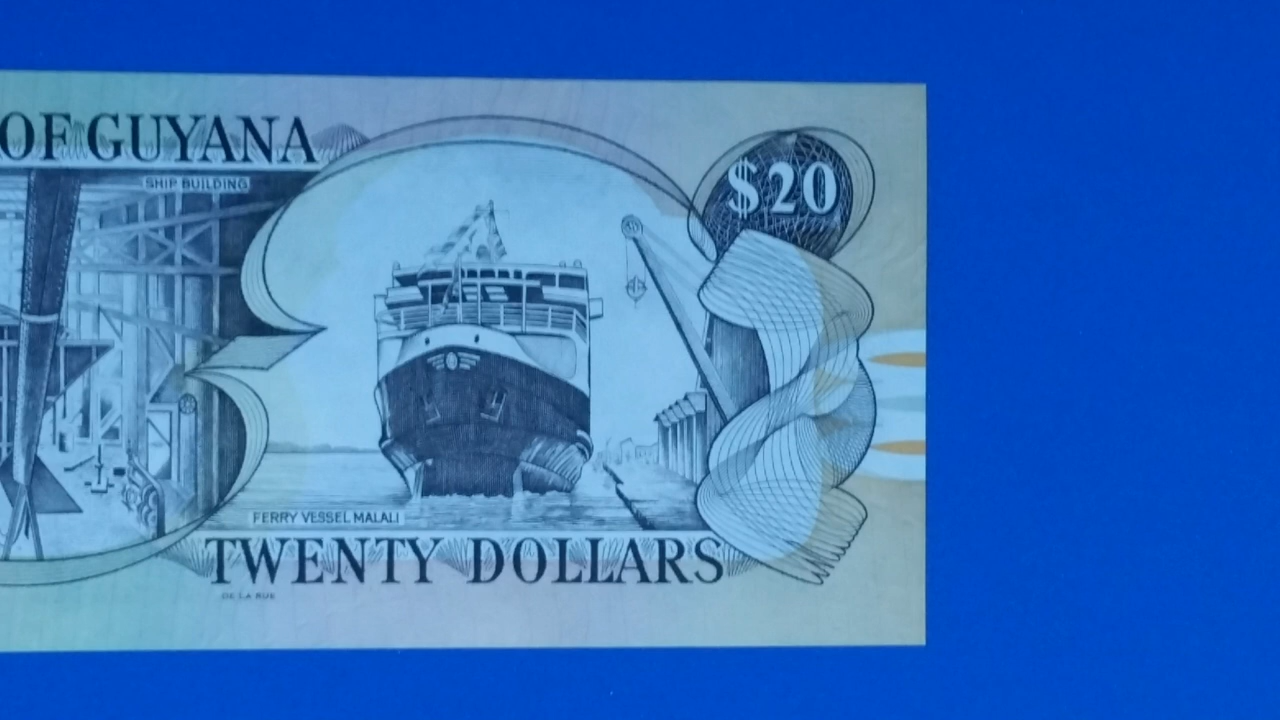 OF GUYANA
SHIP BUILDING
$20
FERRY VESSEL MALALI
TWENTY DOLLARS
DE LA RUE